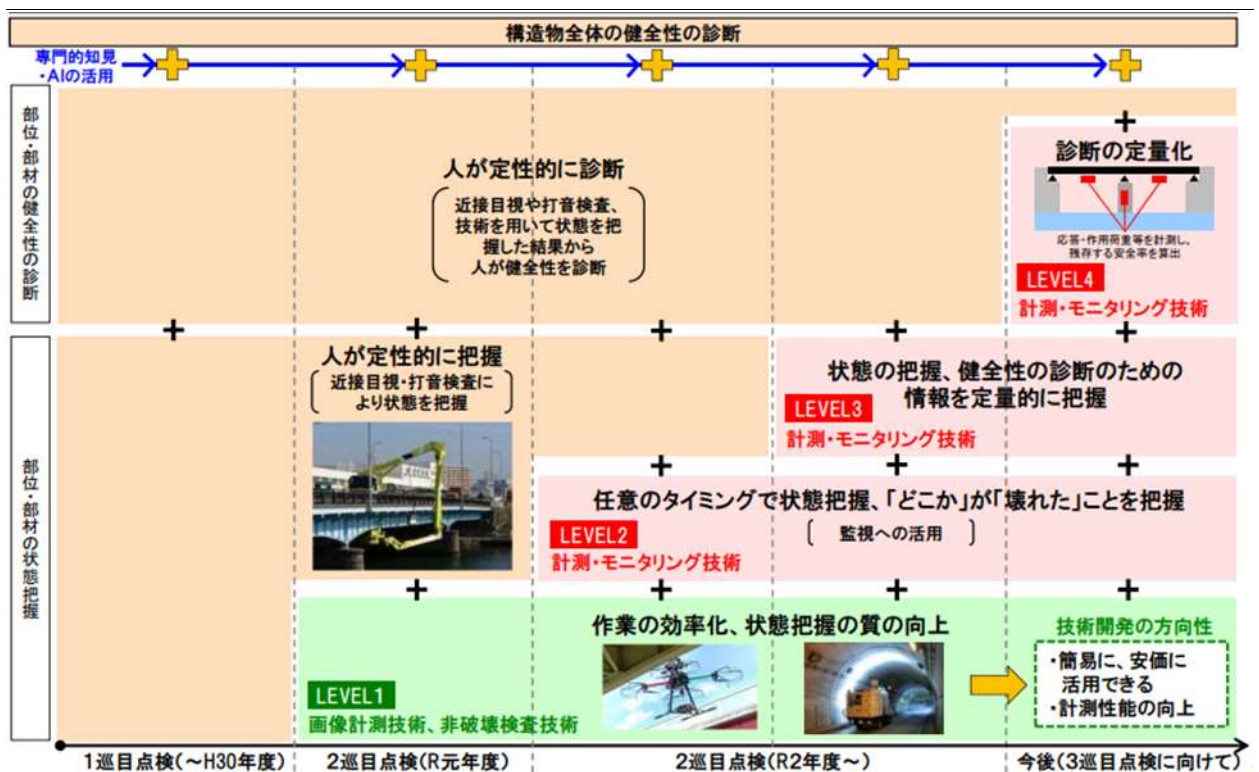 構造物全体の健全性の診断
専門的知見
・AIの活用
部位・部材の健全性の診断
人が定性的に診断
近接目視や打音検査、
技術を用いて状態を把
握した結果から
人が健全性を診断
診断の定量化
応答・作用荷重等を計測し、
残存する安全率を算出
LEVEL4
計測・モニタリング技術
部位・部材の状態把握
人が定性的に把握
近接目視・打音検査に
より状態を把握
状態の把握、健全性の診断のための
情報を定量的に把握
LEVEL3
計測・モニタリング技術
任意のタイミングで状態把握、「どこか」が「壊れた」ことを把握
監視への活用
LEVEL2
計測・モニタリング技術
作業の効率化、状態把握の質の向上
LEVEL1
画像計測技術、非破壊検査技術
技術開発の方向性
・簡易に、安価に
活用できる
・計測性能の向上
1巡目点検(～H30年度)
2巡目点検(R元年度)
2巡目点検(R2年度～)
今後(3巡目点検に向けて)